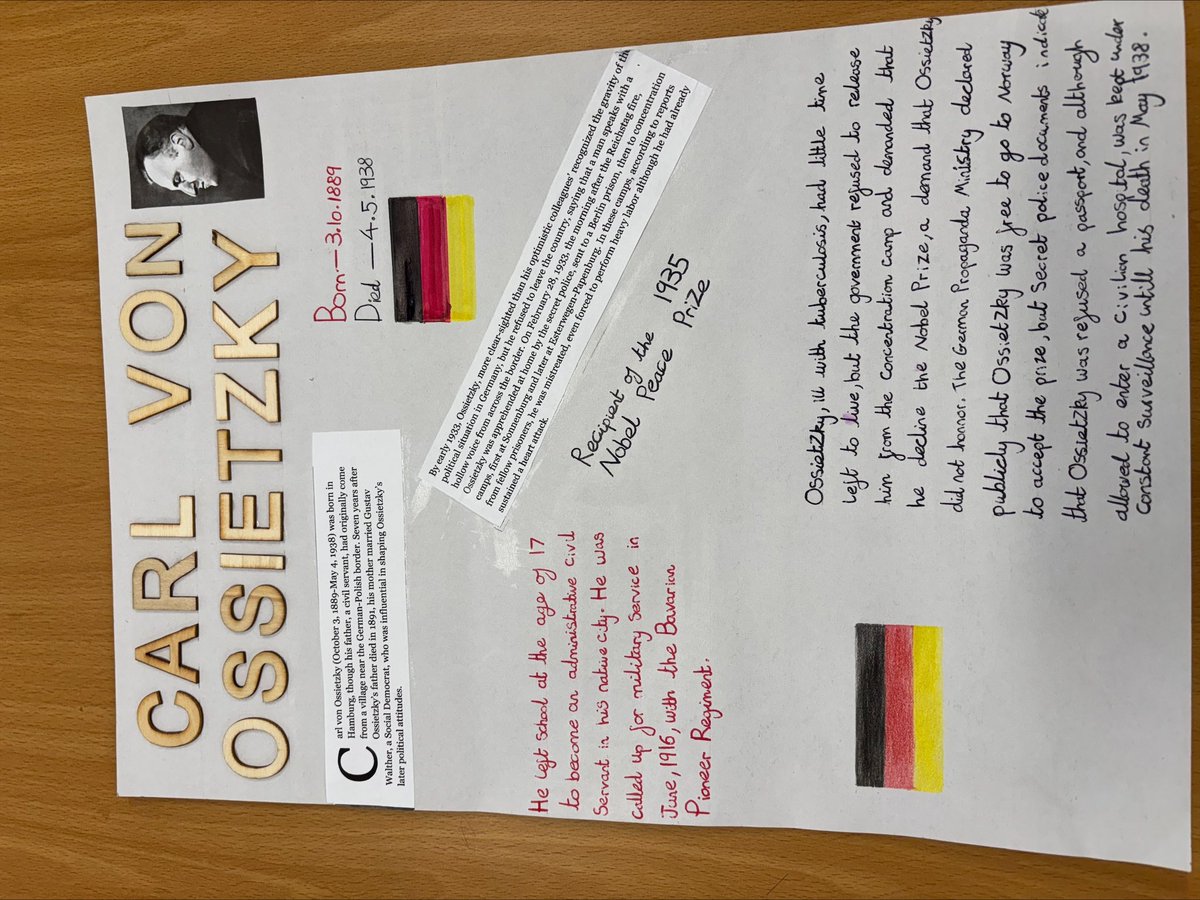 CARL VON
OSSIETZKY
Carl von Ossietzky (October 3, 1889-May 4, 1938) was born in
Hamburg, though his father, a civil servant, had originally come
from a village near the German-Polish border. Seven years after
Ossietzky's father died in 1891, his mother married Gustav
Walther, a Social Democrat, who was influential in shaping Ossietzky's
later political attitudes.
Born — 3.10.1889
Died — 4.5.1938
By early 1933, Ossietzky, more clear-sighted than his optimistic colleagues' recognized the gravity of the
political situation in Germany, but he refused to leave the country, saying that a man speaks with a
hollow voice from across the border. On February 28, 1933, the morning after the Reichstag fire,
Ossietzky was apprehended at home by the secret police, sent to a Berlin prison, then to concentration
camps, first at Sonnenburg and later at Esterwegen-Papenburg. In these camps, according to reports
from fellow prisoners, he was mistreated, even forced to perform heavy labor although he had already
sustained a heart attack.
He left school at the age of 17
to become an administrative Civil
Servant in his native city. He was
called up for military service in
June, 1916, with the Bavarian
Pioneer Regiment.
Recipient of the 1935
Nobel Peace Prize
Ossietzky, ill with tuberculosis, had little time
left to live, but the government refused to release
him from the Concentration camp and demanded that
he decline the Nobel Prize, a demand that Ossietzky
did not honnor. The German Propaganda Ministry declared
publicly that Ossietzky was free to go to Norway
to accept the prize, but Secret police documents indicate
that Ossietzky was refused a passport, and although
allowed to enter a Civilian hospital, was kept under
Constant Surveillance untill his death in May 1938.